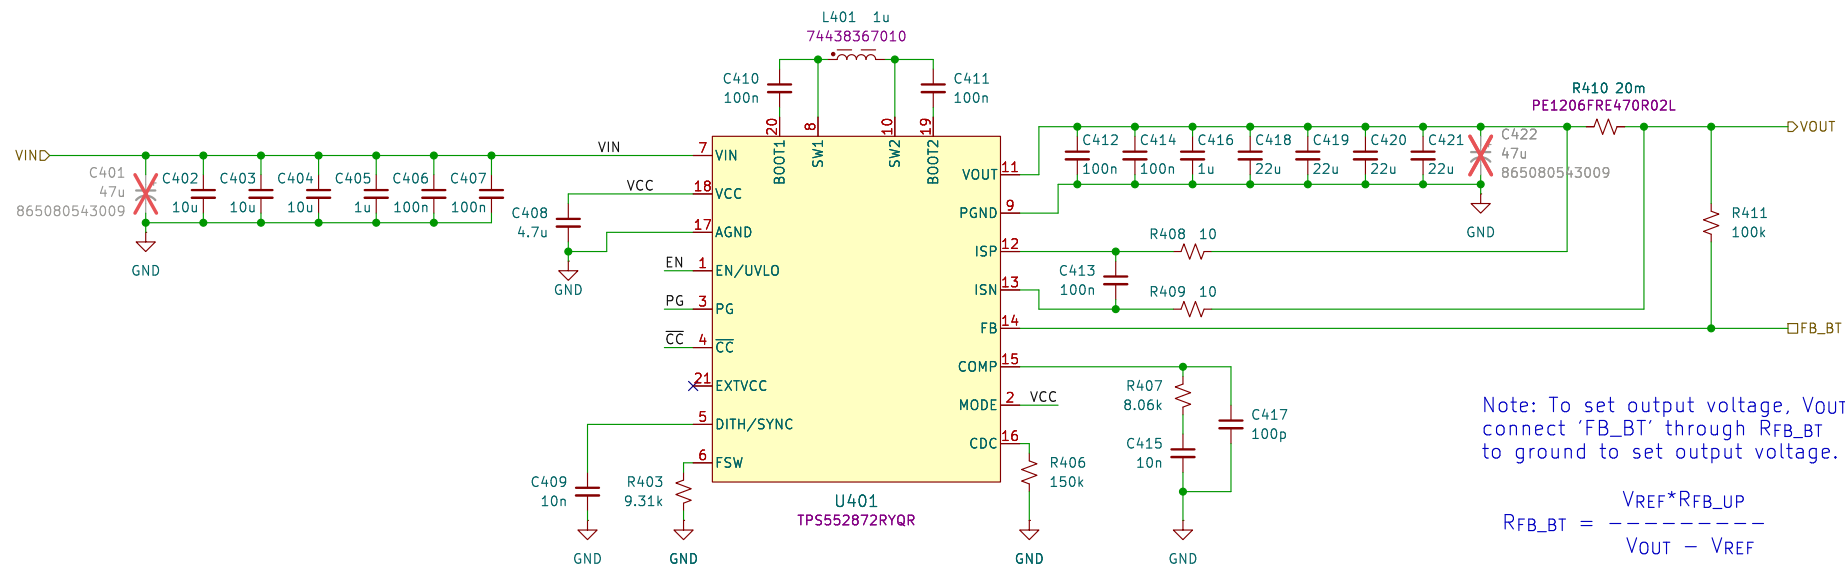 L401 1u
74438367010
C410
100n
C411
100n
20
8
10
19
BOOT1
SW1
SW2
BOOT2
R410 20m
PE1206FRE470R02L
VIN
VIN
7
VIN
C401
47u
865080543009
C402
10u
C403
10u
C404
10u
C405
1u
C406
100n
C407
100n
GND
VCC
18
VCC
C408
4.7u
17
AGND
GND
EN
1
EN/UVLO
PG
3
PG
CC
4
CC
21
EXTVCC
5
DITH/SYNC
6
FSW
C409
10n
GND
R403
9.31k
GND
U401
TPS552872RYQR
VOUT
11
PGND
9
ISP
12
ISN
13
FB
14
COMP
15
MODE
2
VCC
CDC
16
C412
100n
C414
100n
C416
1u
C418
22u
C419
22u
C420
22u
C421
22u
C422
47u
865080543009
GND
VOUT
R411
100k
R408 10
C413
100n
R409 10
FB_BT
R407
8.06k
C415
10n
C417
100p
GND
R406
150k
GND
Note: To set output voltage, VOUT
connect 'FB_BT' through RFB_BT
to ground to set output voltage.
VREF*RFB_UP
RFB_BT = ---------
VOUT - VREF